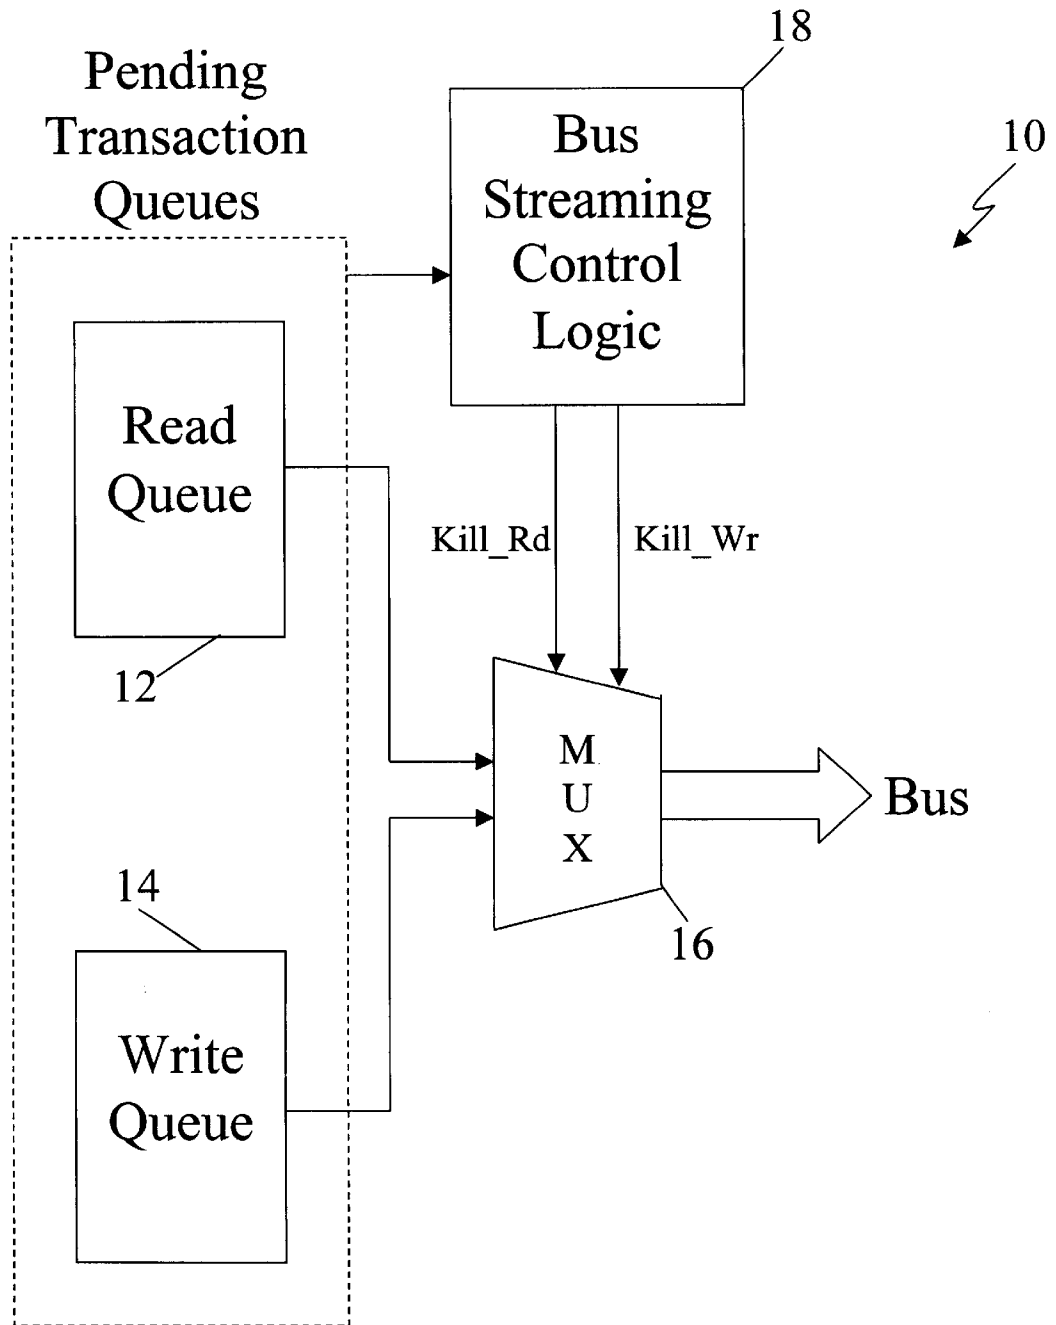 18
Pending
Transaction
Queues
Bus
Streaming
Control
Logic
10
Read
Queue
Kill_Rd
Kill_Wr
12
M
U
X
Bus
14
16
Write
Queue